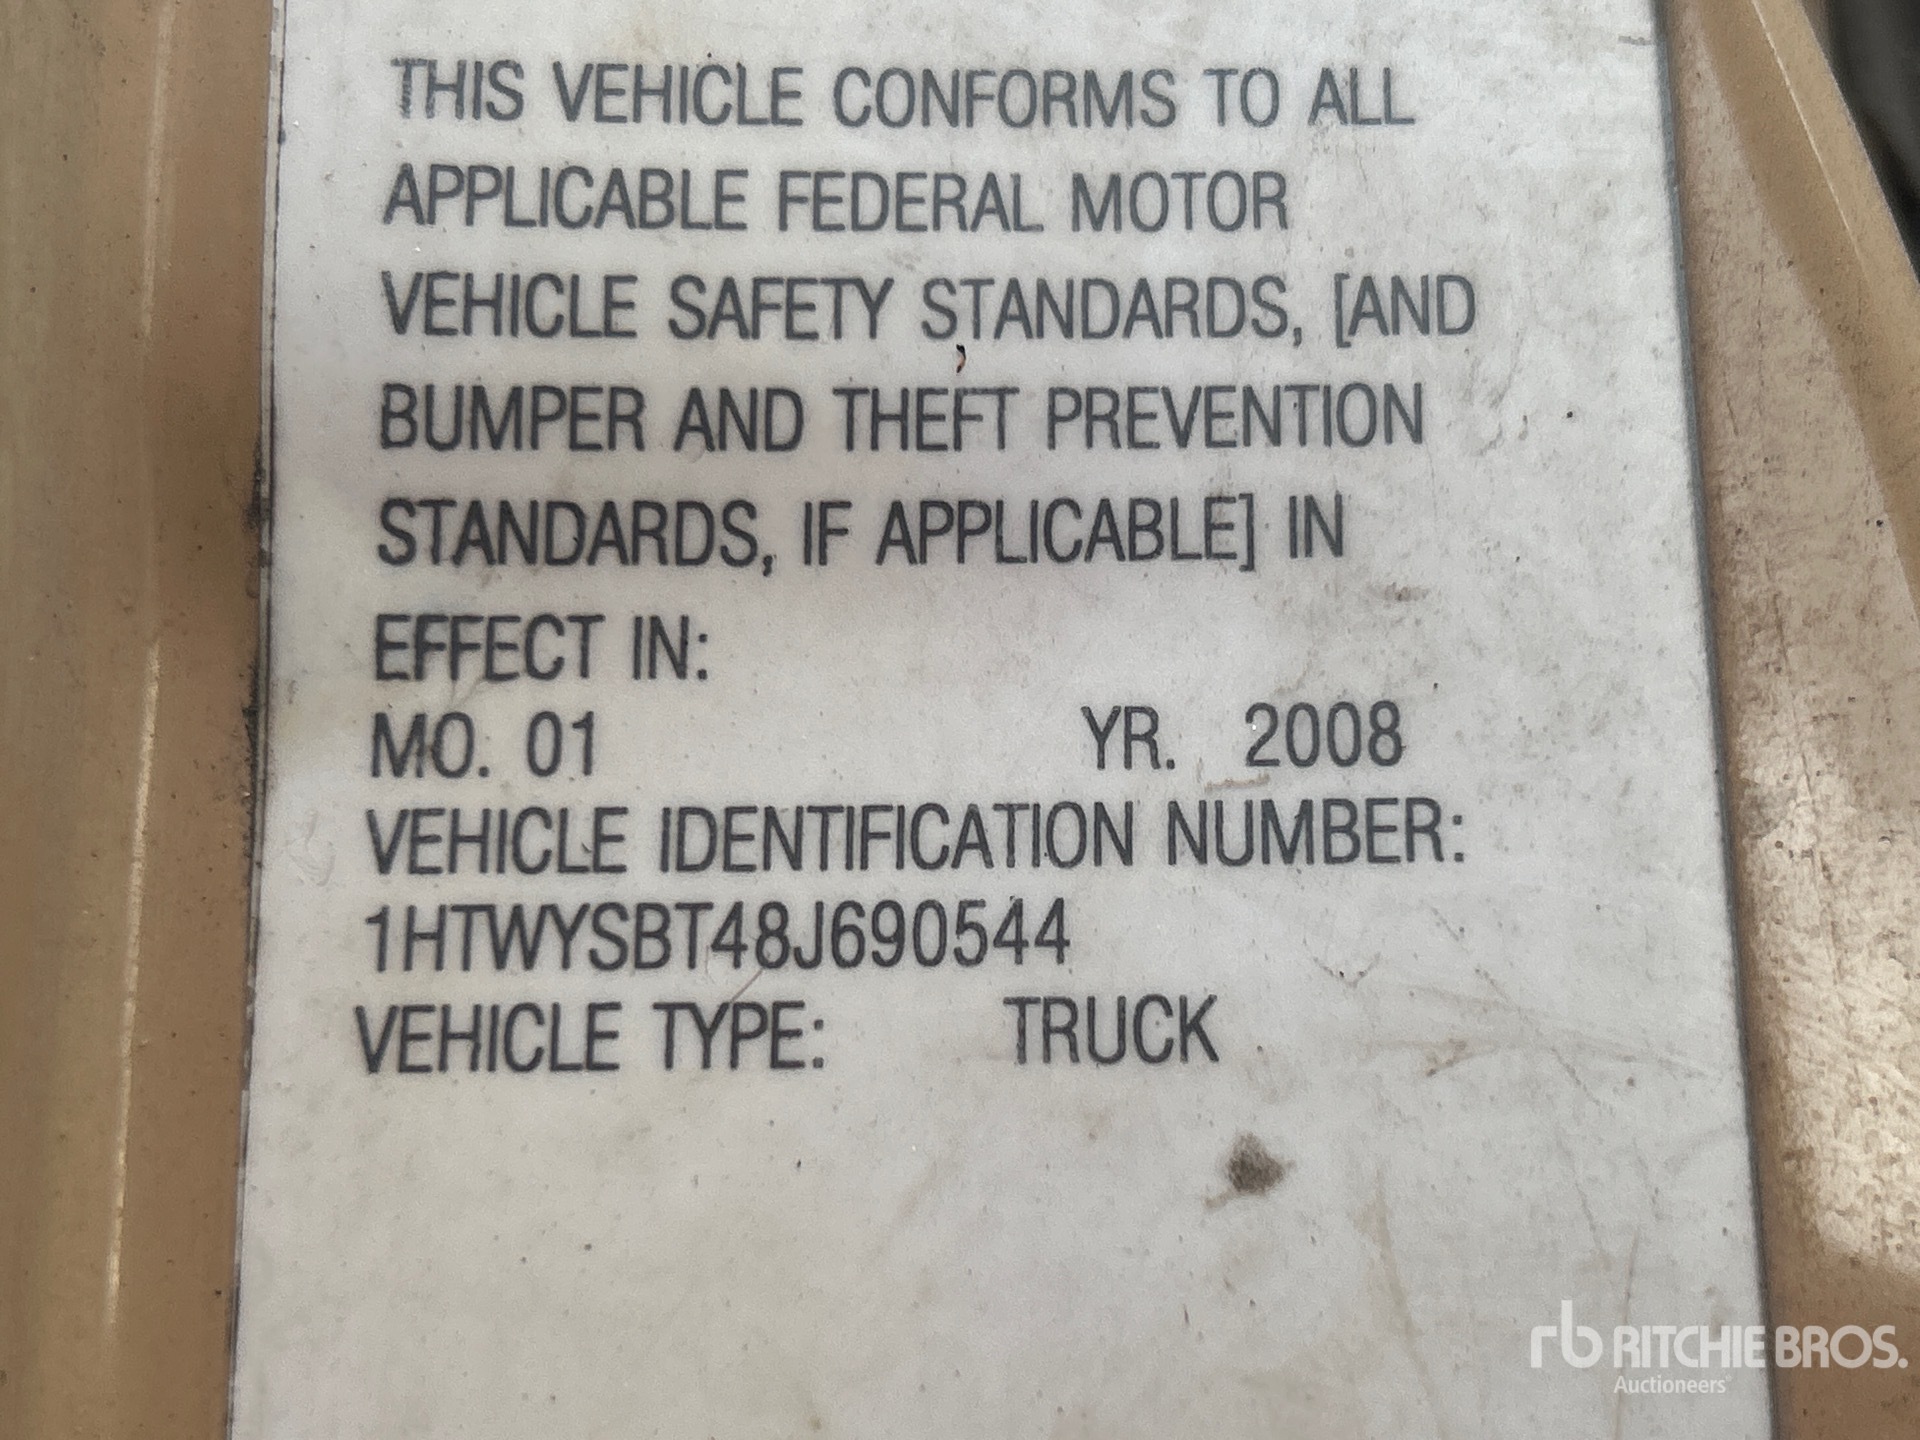 THIS VEHICLE CONFORMS TO ALL
APPLICABLE FEDERAL MOTOR
VEHICLE SAFETY STANDARDS, [AND
BUMPER AND THEFT PREVENTION
STANDARDS, IF APPLICABLE] IN
EFFECT IN:
MO. 01 YR. 2008
VEHICLE IDENTIFICATION NUMBER:
1HTWYSBT48J690544
VEHICLE TYPE: TRUCK
rb RITCHIE BROS.
Auctioneers